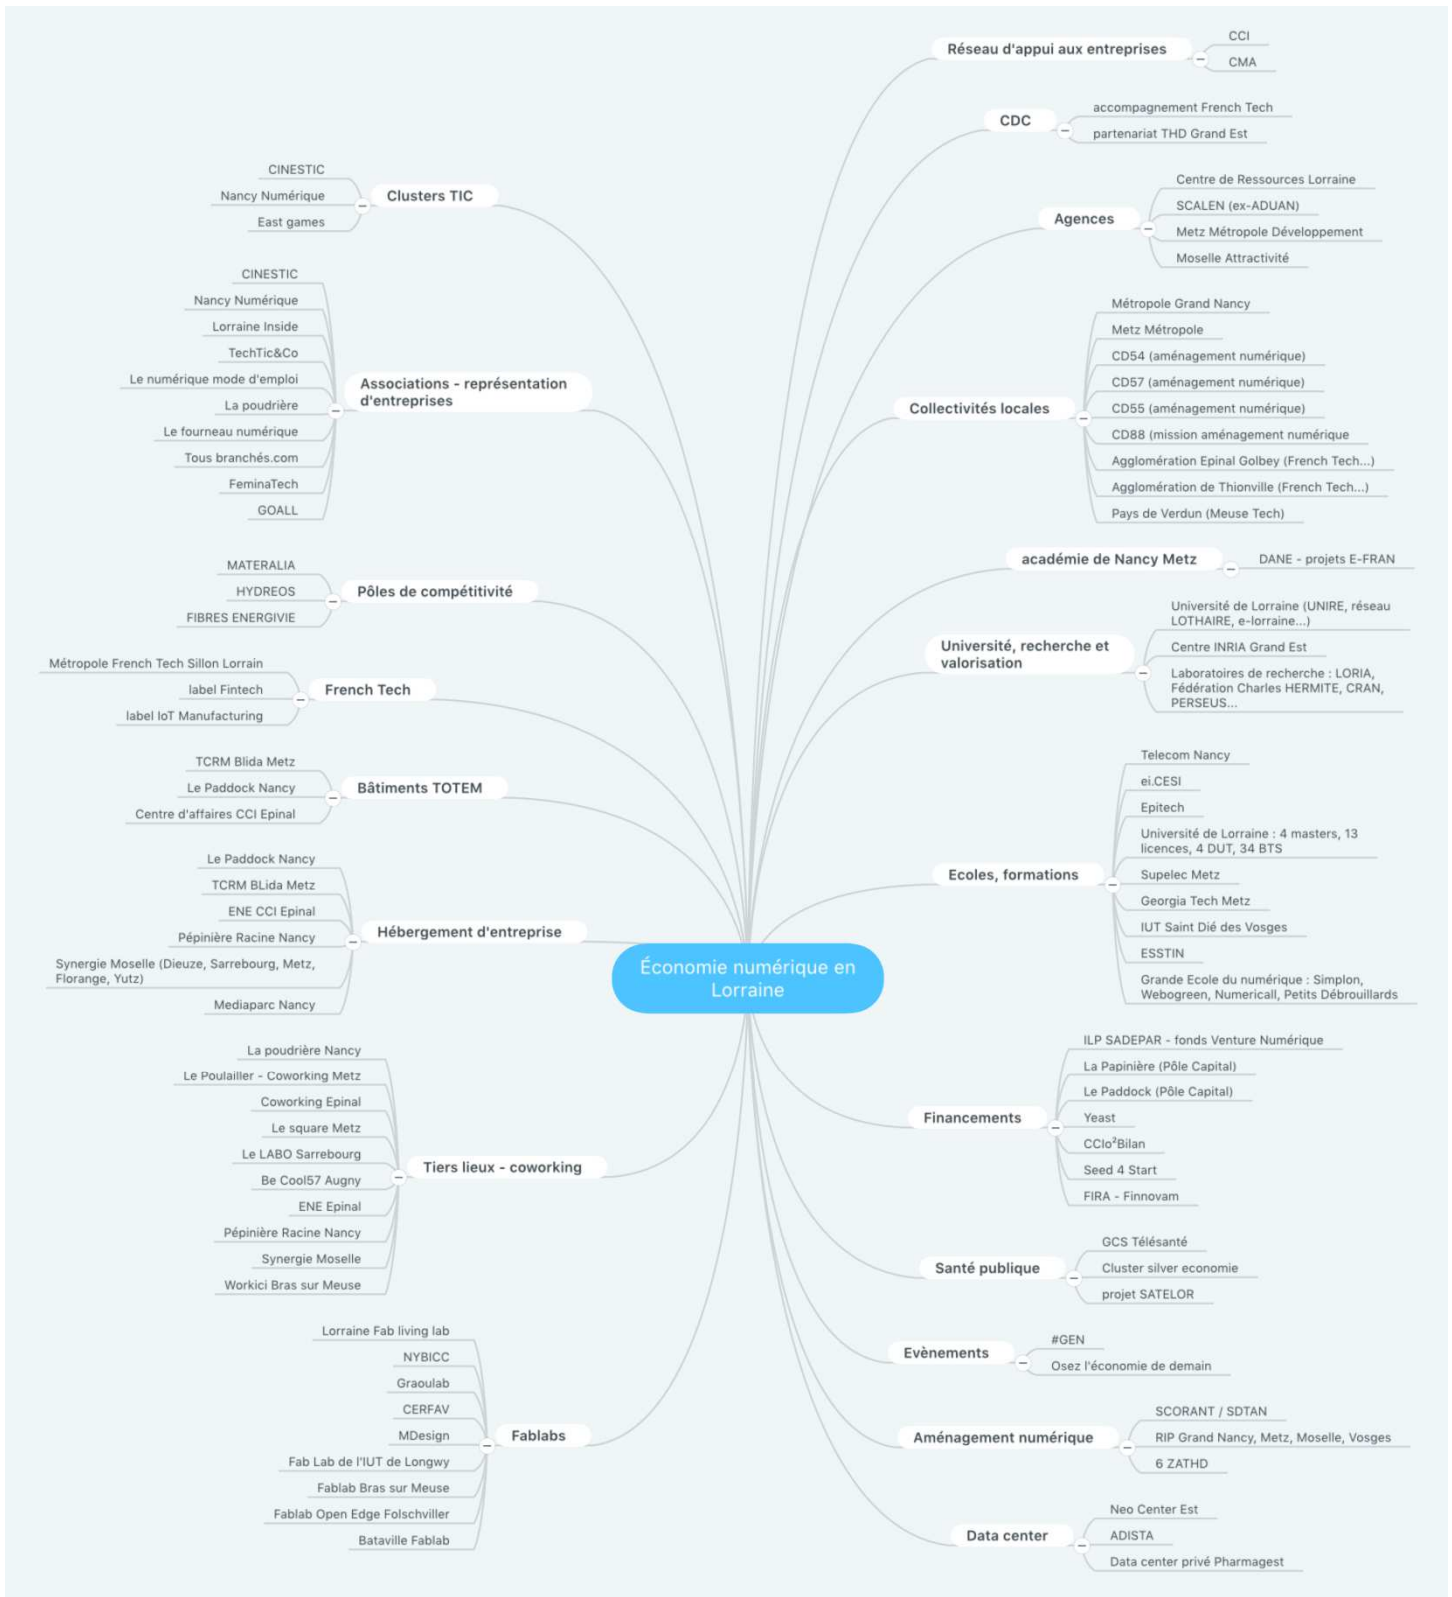 Économie numérique en
Lorraine
Clusters TIC
CINESTIC
Nancy Numérique
East games
Associations - représentation
d'entreprises
CINESTIC
Nancy Numérique
Lorraine Inside
TechTic&Co
Le numérique mode d'emploi
La poudrière
Le fourneau numérique
Tous branchés.com
FeminaTech
GOALL
Pôles de compétitivité
MATERALIA
HYDREOS
FIBRES ENERGIVIE
French Tech
Métropole French Tech Sillon Lorrain
label Fintech
label IoT Manufacturing
Bâtiments TOTEM
TCRM Blida Metz
Le Paddock Nancy
Centre d'affaires CCI Epinal
Hébergement d'entreprise
Le Paddock Nancy
TCRM BLida Metz
ENE CCI Epinal
Pépinière Racine Nancy
Synergie Moselle (Dieuze, Sarrebourg, Metz,
Florange, Yutz)
Mediaparc Nancy
Tiers lieux - coworking
La poudrière Nancy
Le Poulailler - Coworking Metz
Coworking Epinal
Le square Metz
Le LABO Sarrebourg
Be Cool57 Augny
ENE Epinal
Pépinière Racine Nancy
Synergie Moselle
Workici Bras sur Meuse
Fablabs
Lorraine Fab living lab
NYBICC
Graoulab
CERFAV
MDesign
Fab Lab de l'IUT de Longwy
Fablab Bras sur Meuse
Fablab Open Edge Folschviller
Bataville Fablab
Réseau d'appui aux entreprises
CCI
CMA
CDC
accompagnement French Tech
partenariat THD Grand Est
Agences
Centre de Ressources Lorraine
SCALEN (ex-ADUAN)
Metz Métropole Développement
Moselle Attractivité
Collectivités locales
Métropole Grand Nancy
Metz Métropole
CD54 (aménagement numérique)
CD57 (aménagement numérique)
CD55 (aménagement numérique)
CD88 (mission aménagement numérique
Agglomération Epinal Golbey (French Tech...)
Agglomération de Thionville (French Tech...)
Pays de Verdun (Meuse Tech)
académie de Nancy Metz
DANE - projets E-FRAN
Université, recherche et
valorisation
Université de Lorraine (UNIRE, réseau
LOTHAIRE, e-lorraine...)
Centre INRIA Grand Est
Laboratoires de recherche : LORIA,
Fédération Charles HERMITE, CRAN,
PERSEUS...
Ecoles, formations
Telecom Nancy
ei.CESI
Epitech
Université de Lorraine : 4 masters, 13
licences, 4 DUT, 34 BTS
Supelec Metz
Georgia Tech Metz
IUT Saint Dié des Vosges
ESSTIN
Grande Ecole du numérique : Simplon,
Webogreen, Numericall, Petits Débrouillards
Financements
ILP SADEPAR - fonds Venture Numérique
La Papinière (Pôle Capital)
Le Paddock (Pôle Capital)
Yeast
CCIo²Bilan
Seed 4 Start
FIRA - Finnovam
Santé publique
GCS Télésanté
Cluster silver economie
projet SATELOR
Evènements
#GEN
Osez l'économie de demain
Aménagement numérique
SCORANT / SDTAN
RIP Grand Nancy, Metz, Moselle, Vosges
6 ZATHD
Data center
Neo Center Est
ADISTA
Data center privé Pharmagest